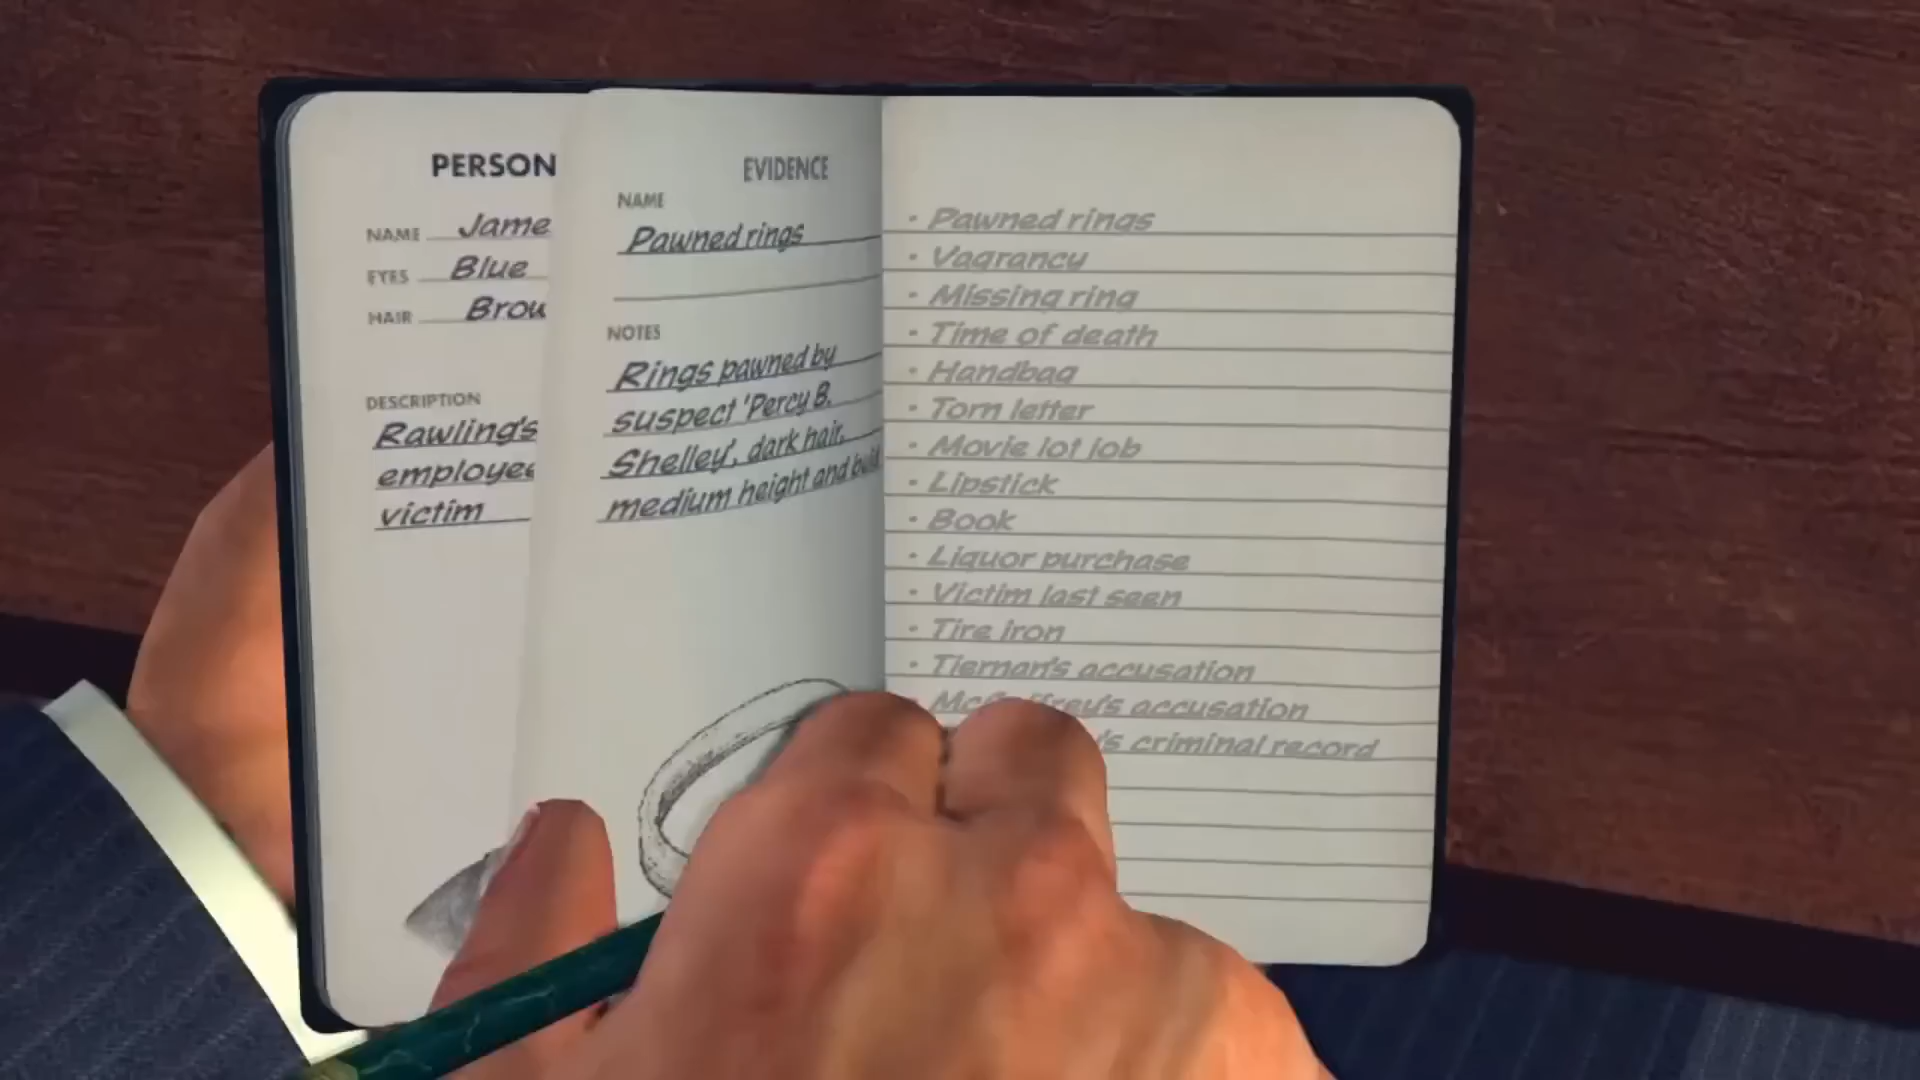 PERSON
NAME Jame
EYES Blue
HAIR Brow
DESCRIPTION
Rawling's
employee
victim
EVIDENCE
NAME
Pawned rings
NOTES
Rings pawned by
suspect 'Percy B.
Shelley', dark hair,
medium height and build
• Pawned rings
• Vagrancy
• Missing ring
• Time of death
• Handbag
• Torn letter
• Movie lot job
• Lipstick
• Book
• Liquor purchase
• Victim last seen
• Tire iron
• Tiernan's accusation
accusation
's criminal record